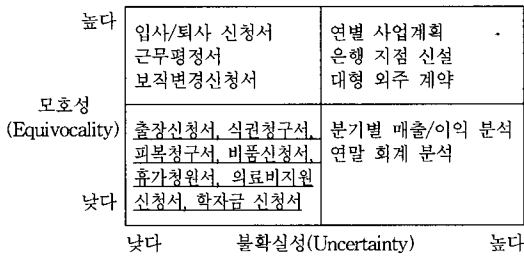 높다
입사/퇴사 신청서
근무평정서
보직변경신청서
연별 사업계획
은행 지점 신설
대형 외주 계약
모호성
(Equivocality)
출장신청서, 식권청구서,
피복청구서, 비품신청서,
휴가청원서, 의료비지원
신청서, 학자금 신청서
분기별 매출/이익 분석
연말 회계 분석
낮다
낮다 불확실성(Uncertainty) 높다